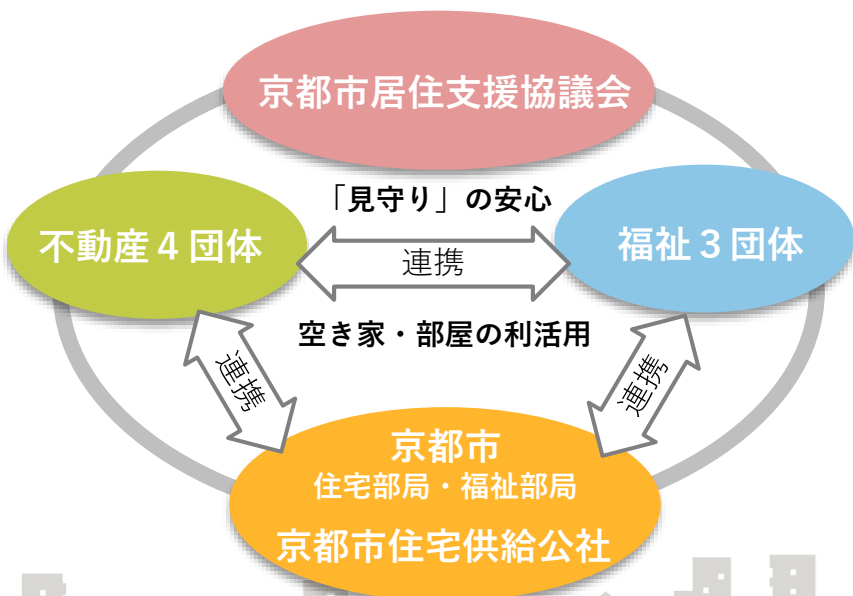 京都市居住支援協議会
「見守り」の安心
不動産４団体
連携
福祉３団体
空き家・部屋の利活用
連携
連携
京都市
住宅部局・福祉部局
京都市住宅供給公社